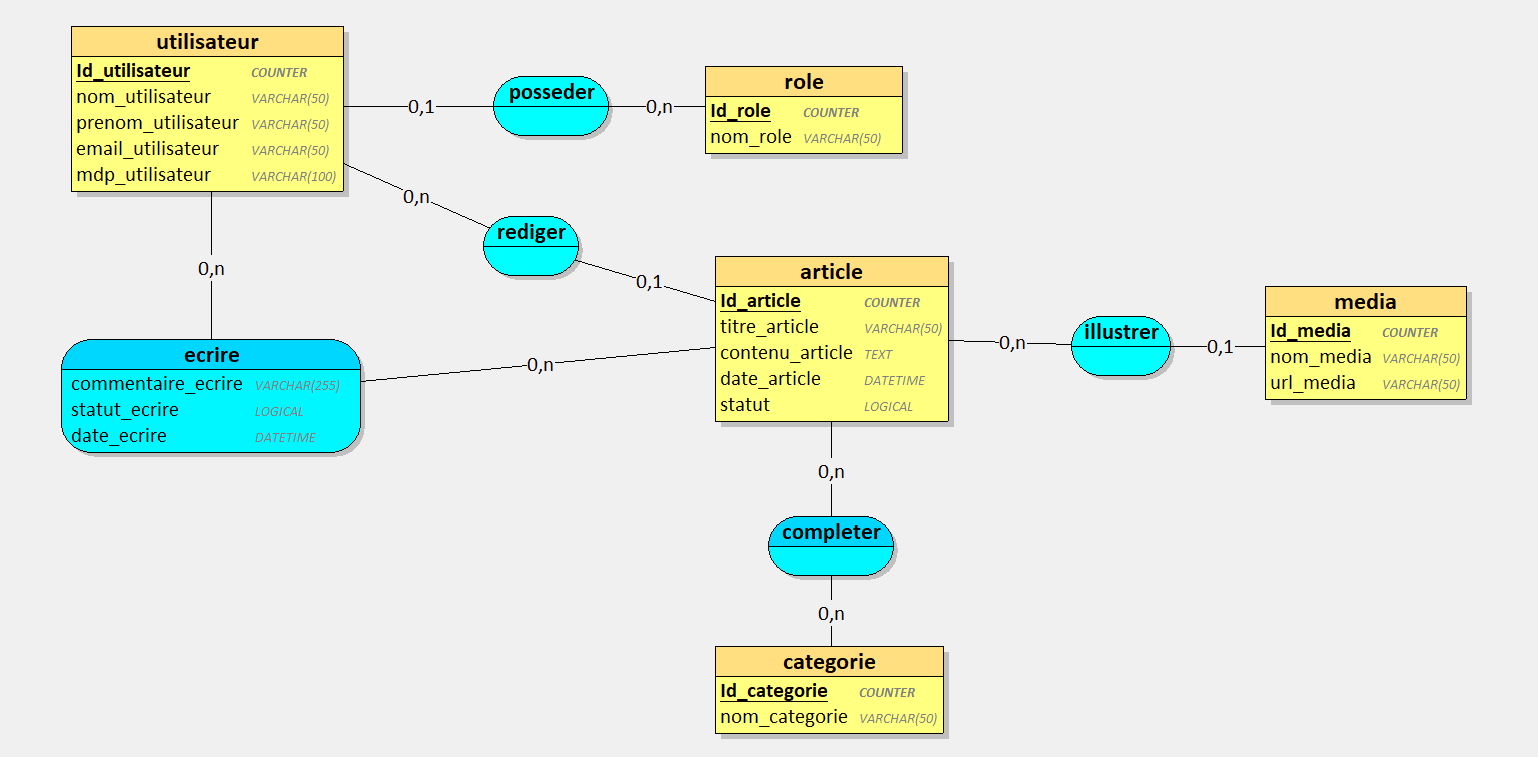 utilisateur
Id_utilisateur COUNTER
nom_utilisateur VARCHAR(50)
prenom_utilisateur VARCHAR(50)
email_utilisateur VARCHAR(50)
mdp_utilisateur VARCHAR(100)
0,1
posseder
0,n
role
Id_role COUNTER
nom_role VARCHAR(50)
0,n
rediger
0,1
0,n
ecrire
commentaire_ecrire VARCHAR(255)
statut_ecrire LOGICAL
date_ecrire DATETIME
0,n
article
Id_article COUNTER
titre_article VARCHAR(50)
contenu_article TEXT
date_article DATETIME
statut LOGICAL
0,n
illustrer
0,1
media
Id_media COUNTER
nom_media VARCHAR(50)
url_media VARCHAR(50)
0,n
completer
0,n
categorie
Id_categorie COUNTER
nom_categorie VARCHAR(50)